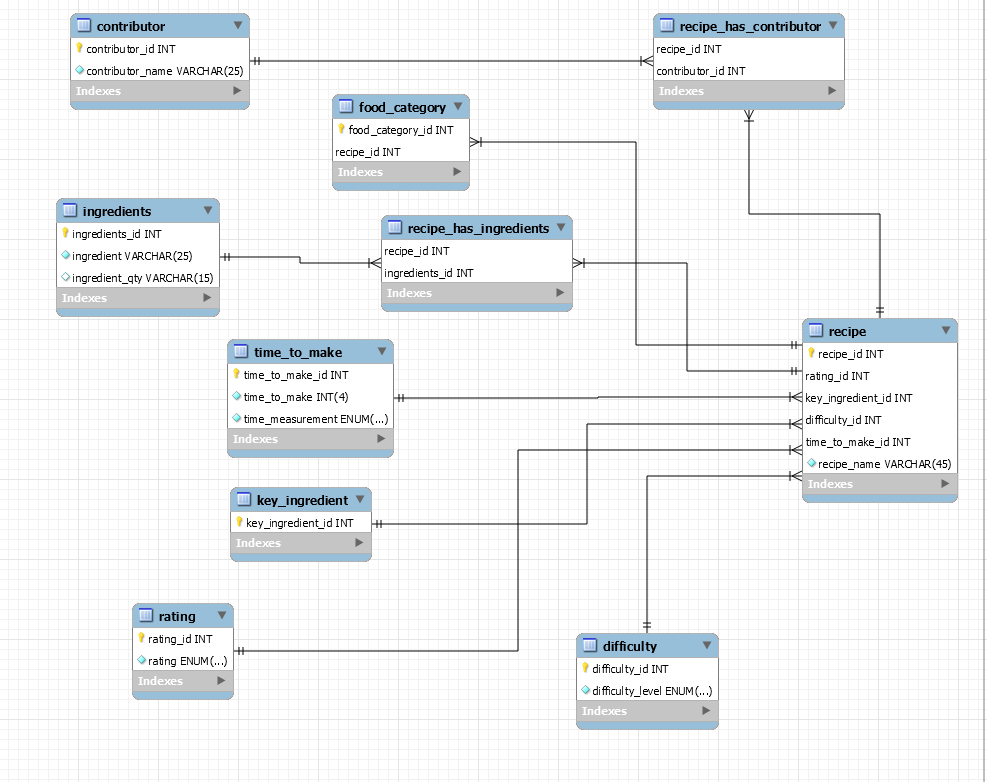 contributor
contributor_id INT
contributor_name VARCHAR(25)
Indexes
recipe_has_contributor
recipe_id INT
contributor_id INT
Indexes
food_category
food_category_id INT
recipe_id INT
Indexes
ingredients
ingredients_id INT
ingredient VARCHAR(25)
ingredient_qty VARCHAR(15)
Indexes
recipe_has_ingredients
recipe_id INT
ingredients_id INT
Indexes
recipe
recipe_id INT
rating_id INT
key_ingredient_id INT
difficulty_id INT
time_to_make_id INT
recipe_name VARCHAR(45)
Indexes
time_to_make
time_to_make_id INT
time_to_make INT(4)
time_measurement ENUM(...)
Indexes
key_ingredient
key_ingredient_id INT
Indexes
rating
rating_id INT
rating ENUM(...)
Indexes
difficulty
difficulty_id INT
difficulty_level ENUM(...)
Indexes